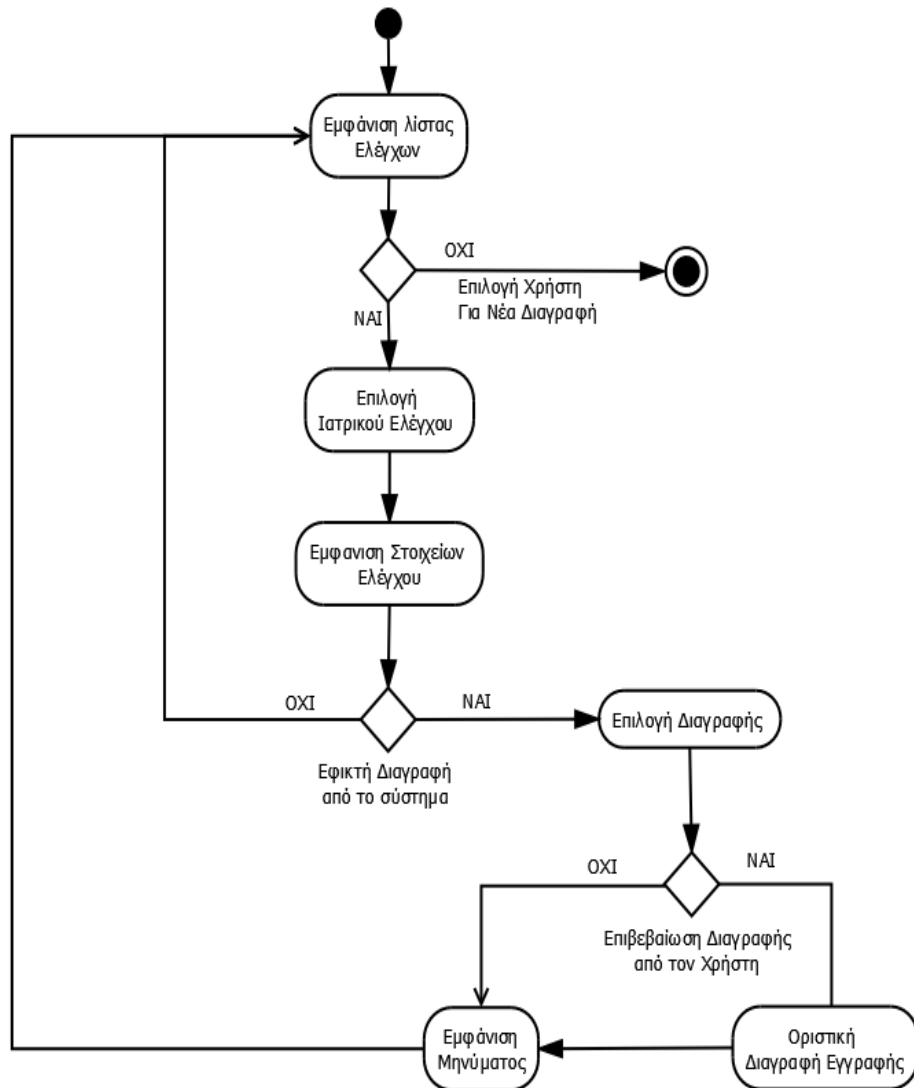 Εμφάνιση λίστας
Ελέγχων
ΟΧΙ
Επιλογή Χρήστη
Για Νέα Διαγραφή
ΝΑΙ
Επιλογή
Ιατρικού Ελέγχου
Εμφανιση Στοιχείων
Ελέγχου
ΟΧΙ
ΝΑΙ
Επιλογή Διαγραφής
Εφικτή Διαγραφή
από το σύστημα
ΟΧΙ
ΝΑΙ
Επιβεβαίωση Διαγραφής
από τον Χρήστη
Εμφάνιση
Μηνύματος
Οριστική
Διαγραφή Εγγραφής